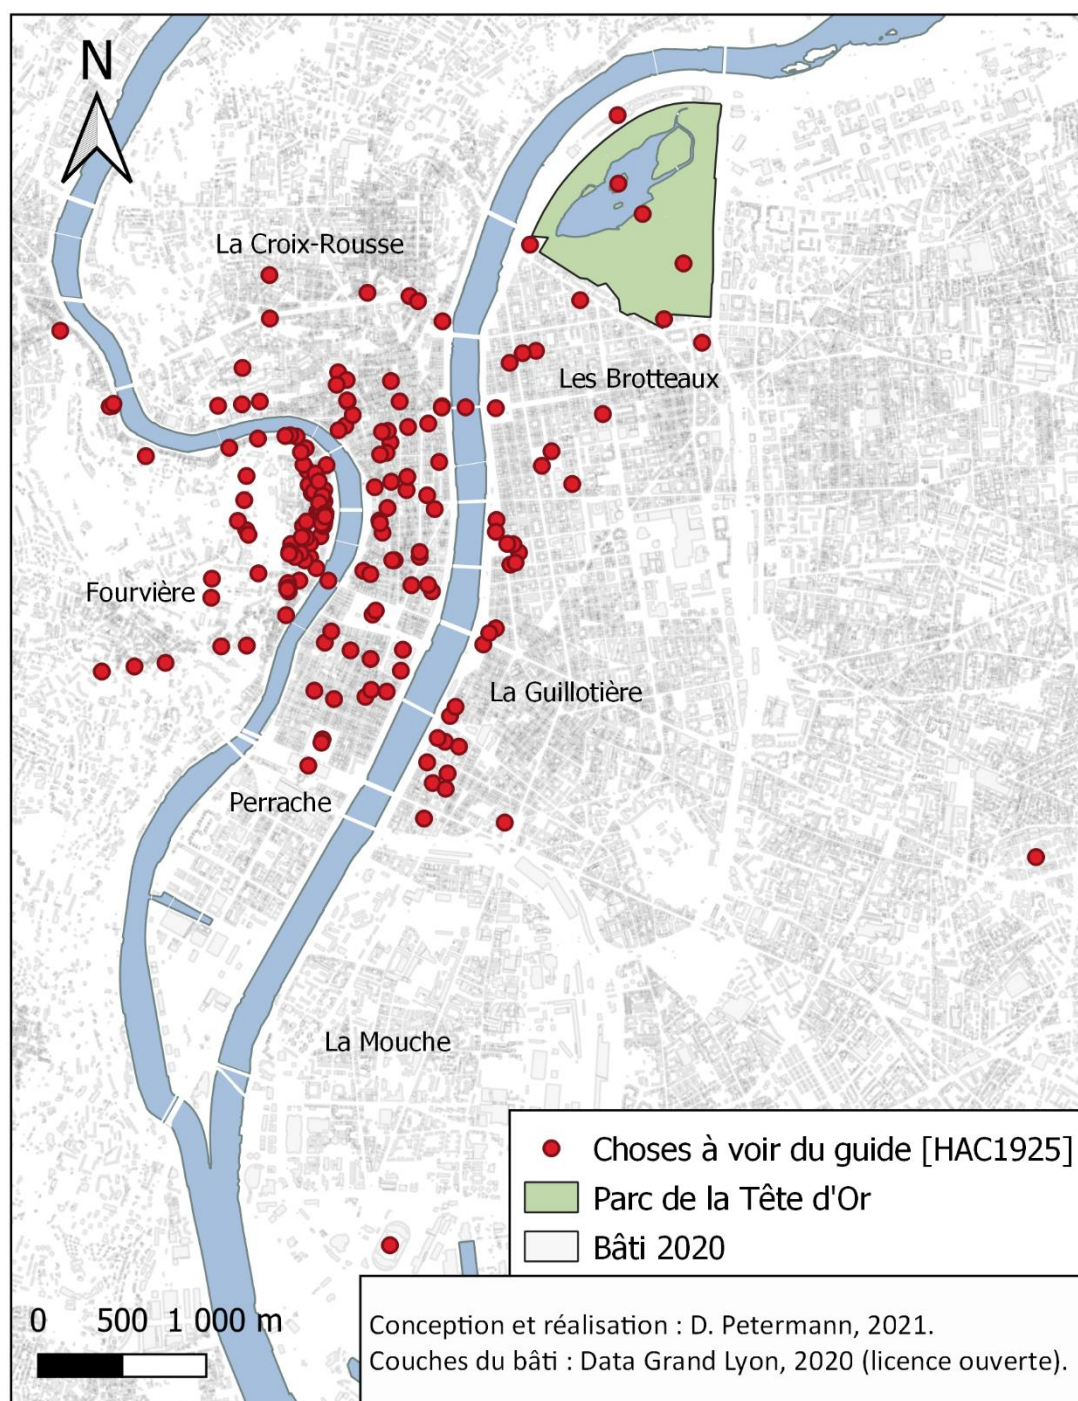 N
La Croix-Rousse
Les Brotteaux
Fourvière
La Guillotière
Perrache
La Mouche
Choses à voir du guide [HAC1925]
Parc de la Tête d'Or
Bâti 2020
0 500 1 000 m
Conception et réalisation : D. Petermann, 2021.
Couches du bâti : Data Grand Lyon, 2020 (licence ouverte).